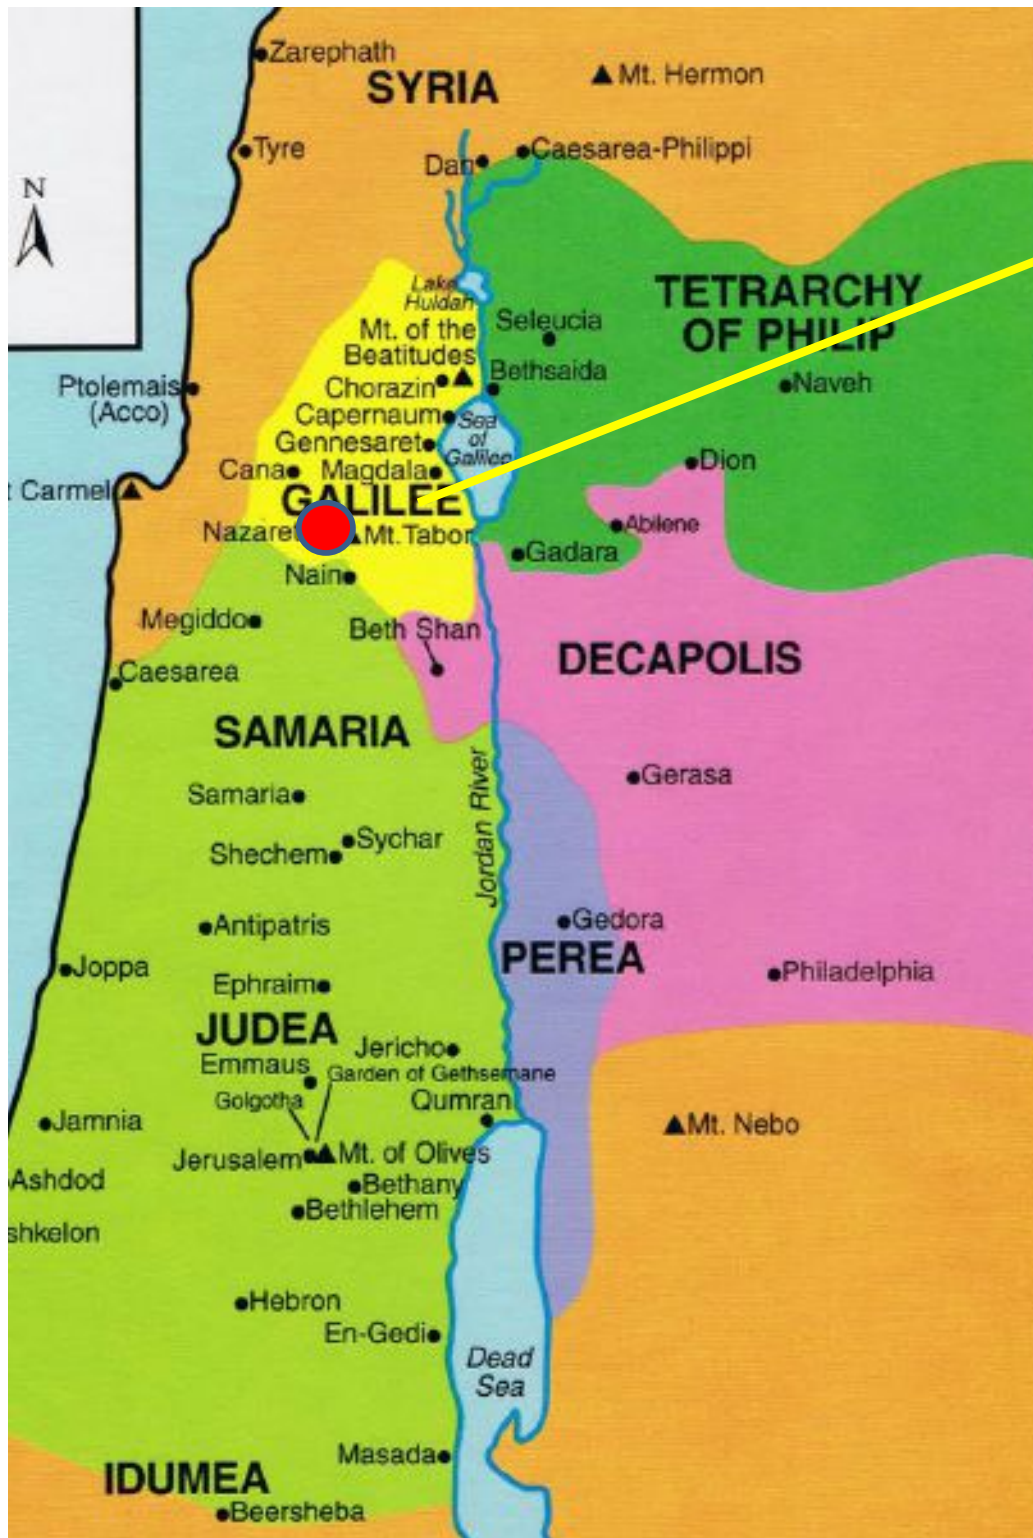 Zarephath
SYRIA
Mt. Hermon
N
Tyre
Dan
Caesarea-Philippi
Lake
Huldah
TETRARCHY
OF PHILIP
Mt. of the
Beatitudes
Seleucia
Ptolemais
(Acco)
Chorazin
Bethsaida
Naveh
Capernaum
Sea
of
Galilee
Gennesaret
Cana
Magdala
Dion
t Carmel
GALILEE
Nazaret
Mt. Tabor
Abilene
Gadara
Nain
Megiddo
Beth Shan
DECAPOLIS
Caesarea
SAMARIA
Jordan River
Gerasa
Samaria
Sychar
Shechem
Antipatris
Gedora
PEREA
Joppa
Philadelphia
Ephraim
JUDEA
Jericho
Emmaus
Garden of Gethsemane
Golgotha
Qumran
Jamnia
Mt. Nebo
Jerusalem
Mt. of Olives
Ashdod
Bethany
Bethlehem
shkelon
Hebron
En-Gedi
Dead
Sea
Masada
IDUMEA
Beersheba